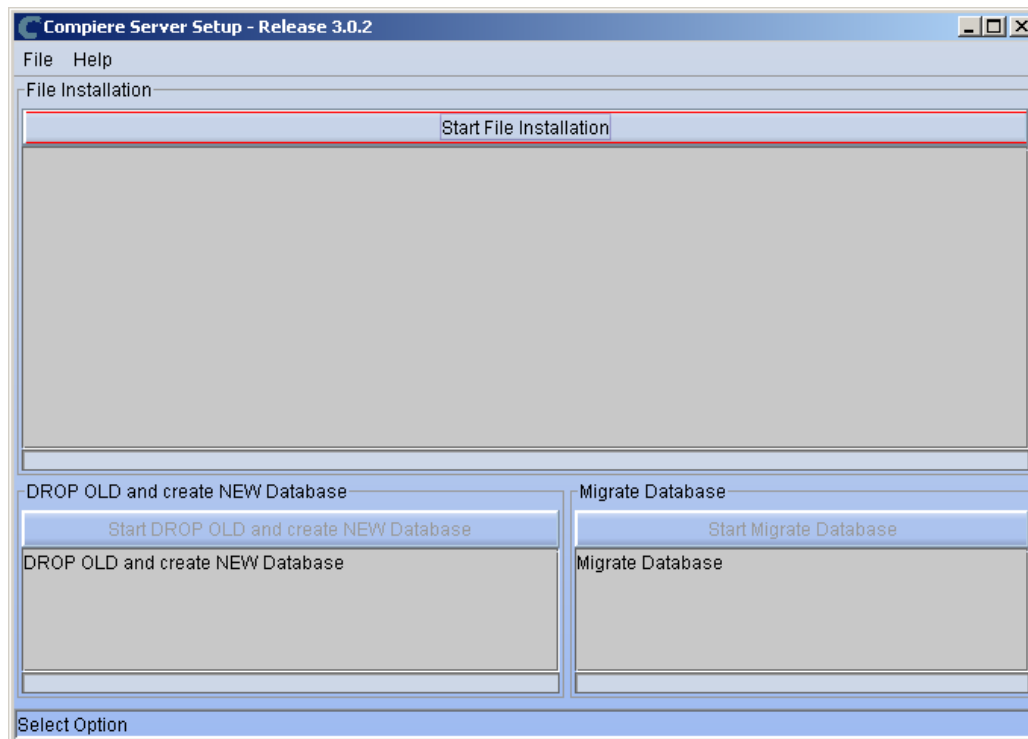 Compiere Server Setup - Release 3.0.2
File Help
File Installation
Start File Installation
DROP OLD and create NEW Database
Start DROP OLD and create NEW Database
DROP OLD and create NEW Database
Migrate Database
Start Migrate Database
Migrate Database
Select Option